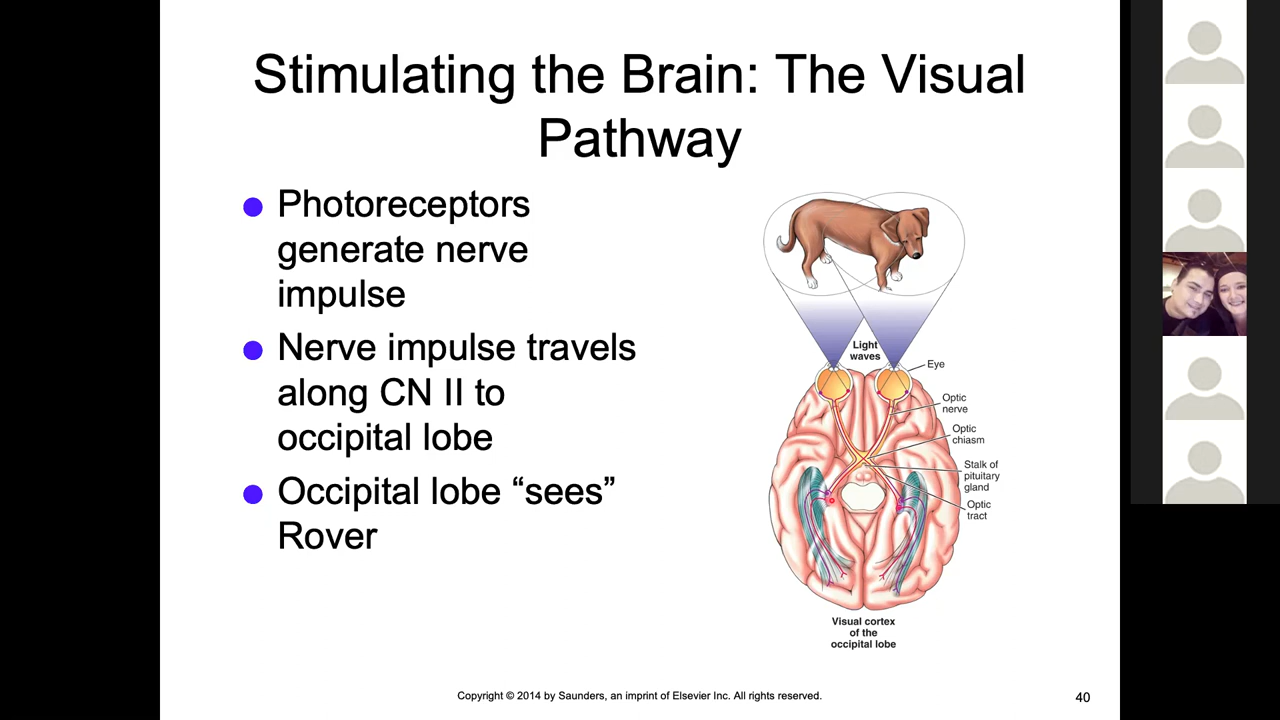 Stimulating the Brain: The Visual
Pathway
Photoreceptors
generate nerve
impulse
Nerve impulse travels
along CN II to
occipital lobe
Occipital lobe “sees”
Rover
Light
waves
Eye
Optic
nerve
Optic
chiasm
Stalk of
pituitary
gland
Optic
tract
Visual cortex
of the
occipital lobe
Copyright © 2014 by Saunders, an imprint of Elsevier Inc. All rights reserved.
40